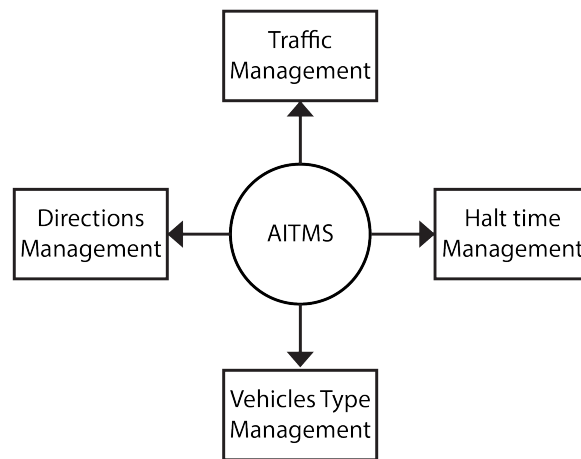 Traffic
Management
Directions
Management
AITMS
Halt time
Management
Vehicles Type
Management